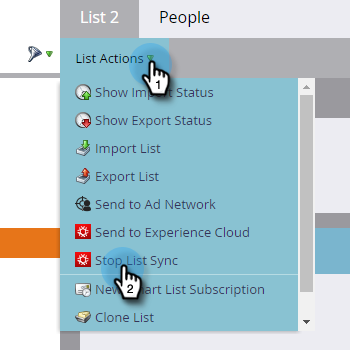 List 2 People
List Actions
1
Show Import Status
Show Export Status
Import List
Export List
Send to Ad Network
Send to Experience Cloud
Stop List Sync
2
New Smart List Subscription
Clone List